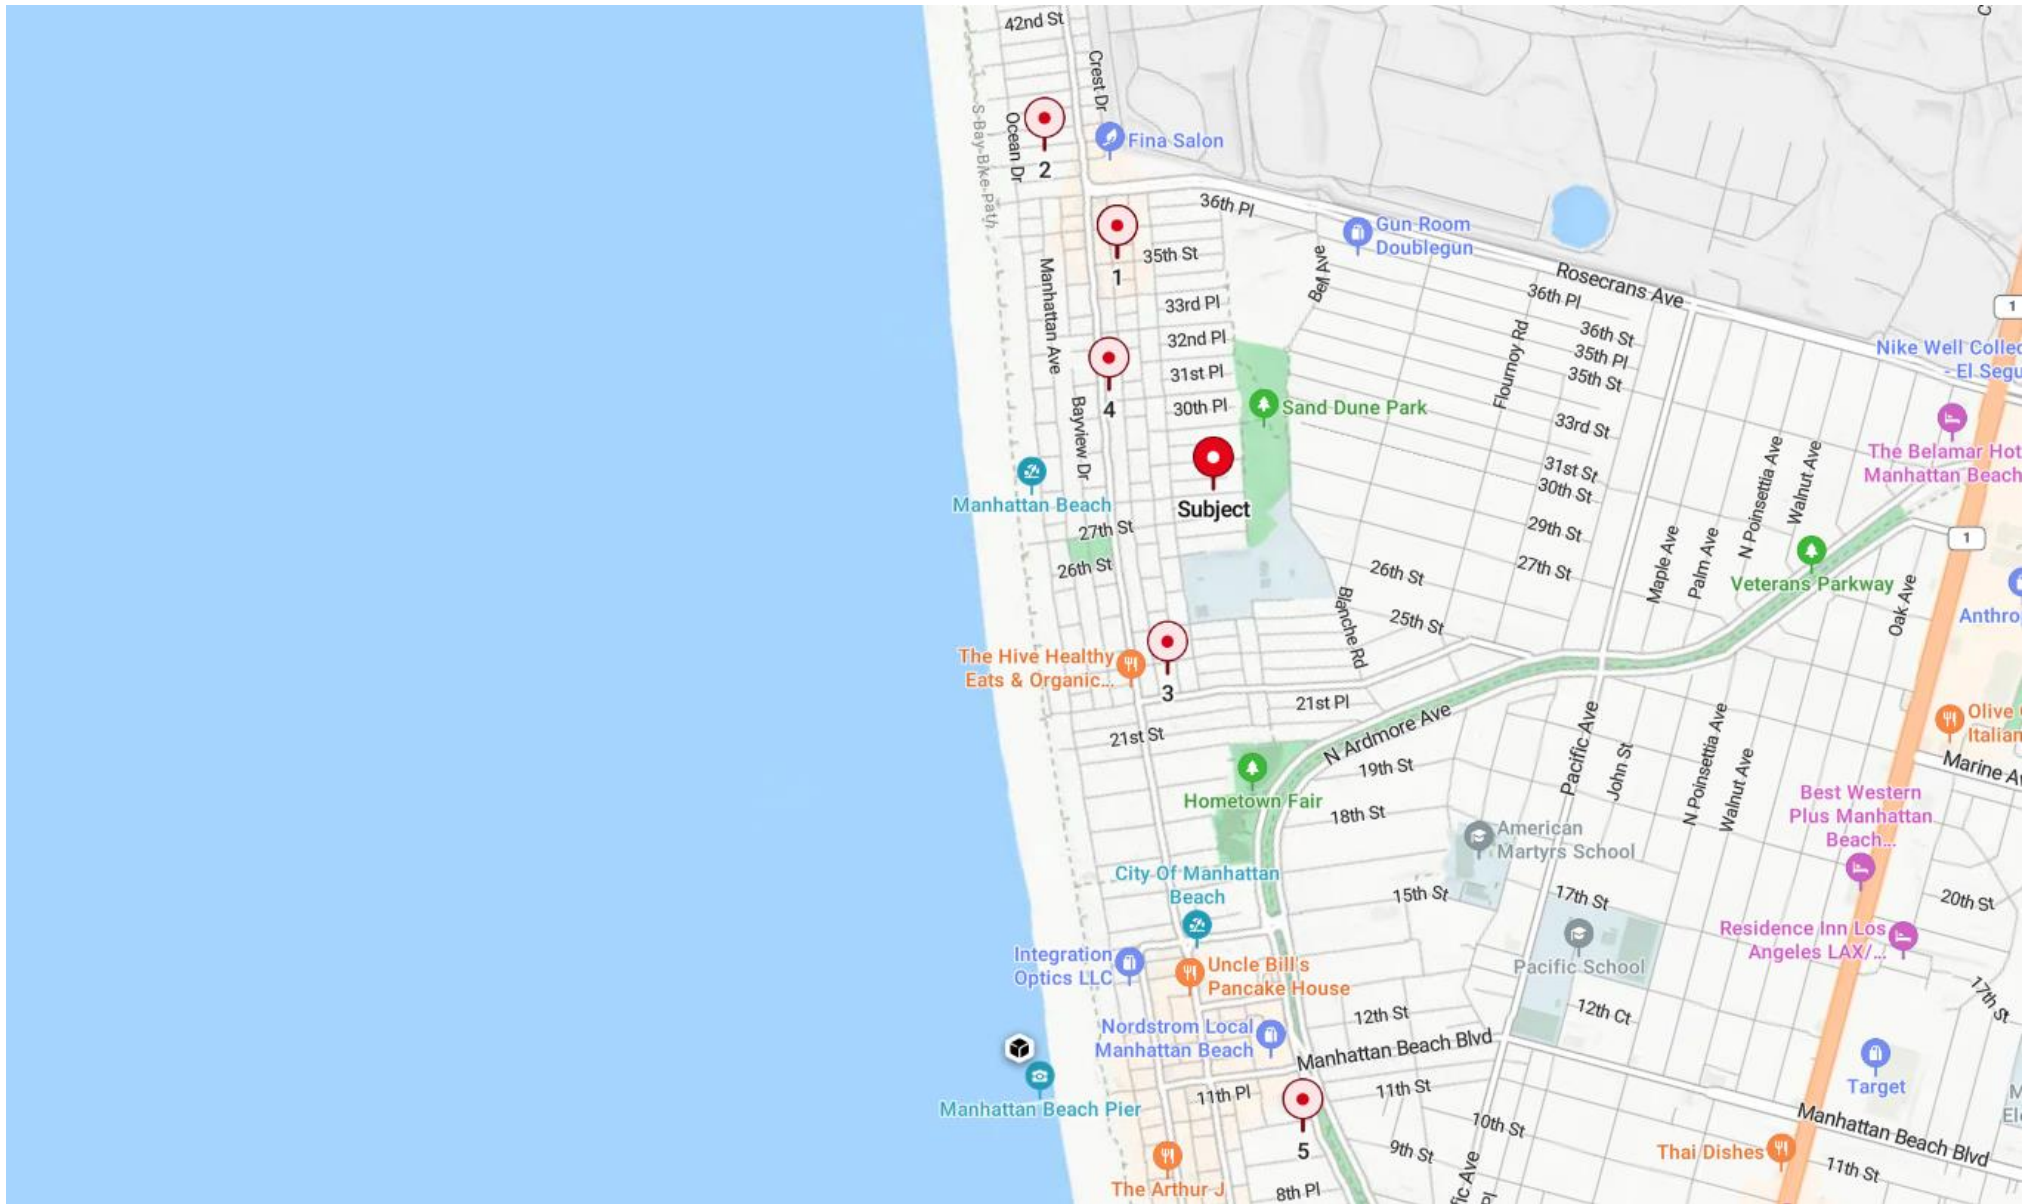 42nd St
Crest Dr
Ocean Dr
S Bay Bike path
2
Fina Salon
36th Pl
Gun Room
Doublegun
35th St
1
Bell Ave
Manhattan Ave
Rosecrans Ave
36th Pl
33rd Pl
1
36th St
32nd Pl
Flournoy Rd
35th Pl
Nike Well Collec
- El Segu
31st Pl
35th St
4
30th Pl
Sand Dune Park
Bayview Dr
33rd St
The Belamar Hot
Manhattan Beach
31st St
30th St
N Poinsettia Ave
Walnut Ave
Manhattan Beach
Subject
27th St
29th St
1
26th St
26th St
27th St
Maple Ave
Palm Ave
Veterans Parkway
Oak Ave
Blanche Rd
25th St
Anthro
The Hive Healthy
Eats & Organic...
3
21st Pl
N Ardmore Ave
21st St
Pacific Ave
John St
N Poinsettia Ave
Walnut Ave
Olive
Italian
19th St
Marine Av
Hometown Fair
18th St
Best Western
Plus Manhattan
Beach...
American
Martyrs School
City Of Manhattan
Beach
15th St
17th St
20th St
Residence Inn Los
Angeles LAX/...
Integration
Optics LLC
Uncle Bill's
Pancake House
Pacific School
17th St
12th St
12th Ct
Nordstrom Local
Manhattan Beach
Manhattan Beach Blvd
Target
11th Pl
11th St
Manhattan Beach Pier
10th St
Manhattan Beach Blvd
5
9th St
Thai Dishes
11th St
The Arthur J
8th Pl
fic Ave
Pl